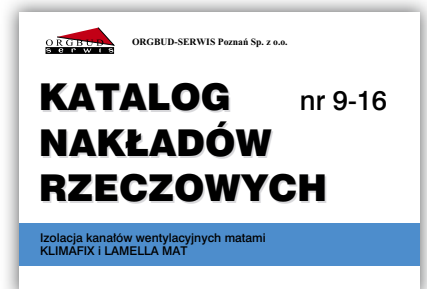 ORGBUD
serwis
ORGBUD-SERWIS Poznań Sp. z o.o.
KATALOG nr 9-16
NAKŁADÓW
RZECZOWYCH
Izolacja kanałów wentylacyjnych matami
KLIMAFIX i LAMELLA MAT